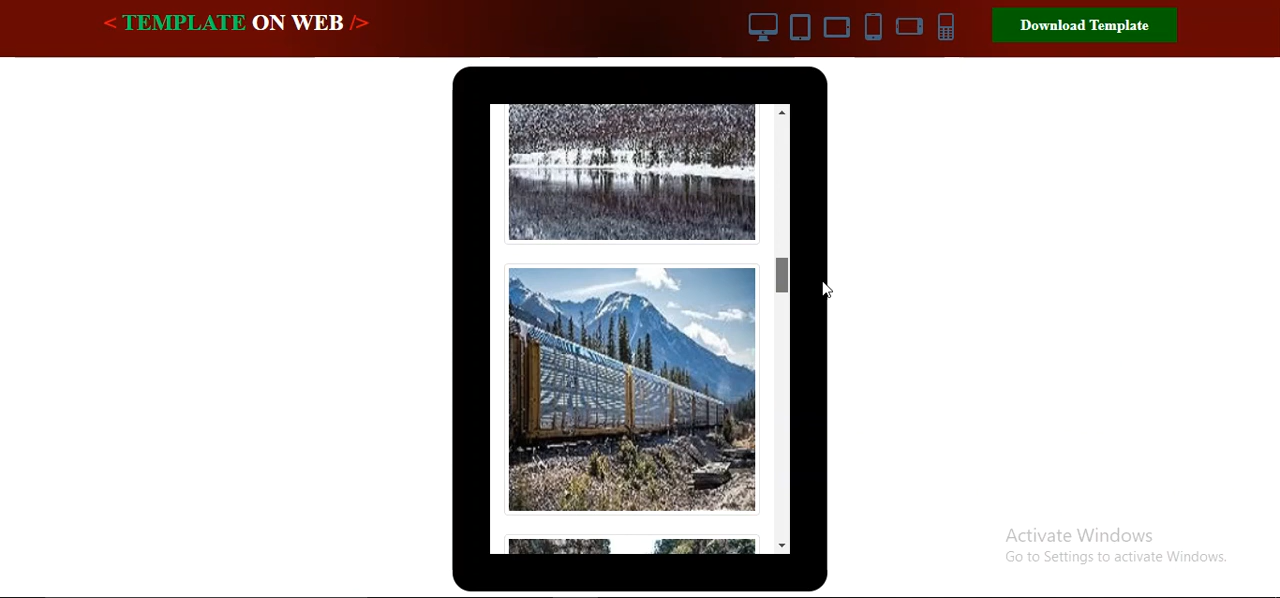 < TEMPLATE ON WEB />
Download Template
Activate Windows
Go to Settings to activate Windows.